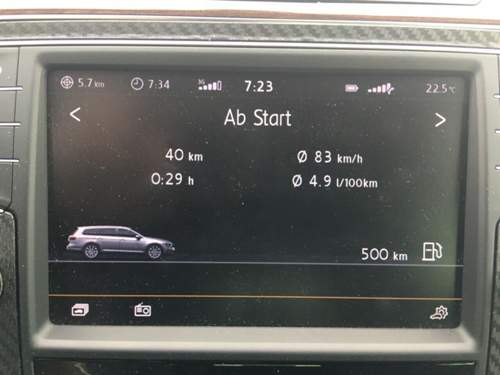 5.7 km 7:34 3G 7:23 22.5°C
< Ab Start >
40 km Ø 83 km/h
0:29 h Ø 4.9 l/100km
500 km